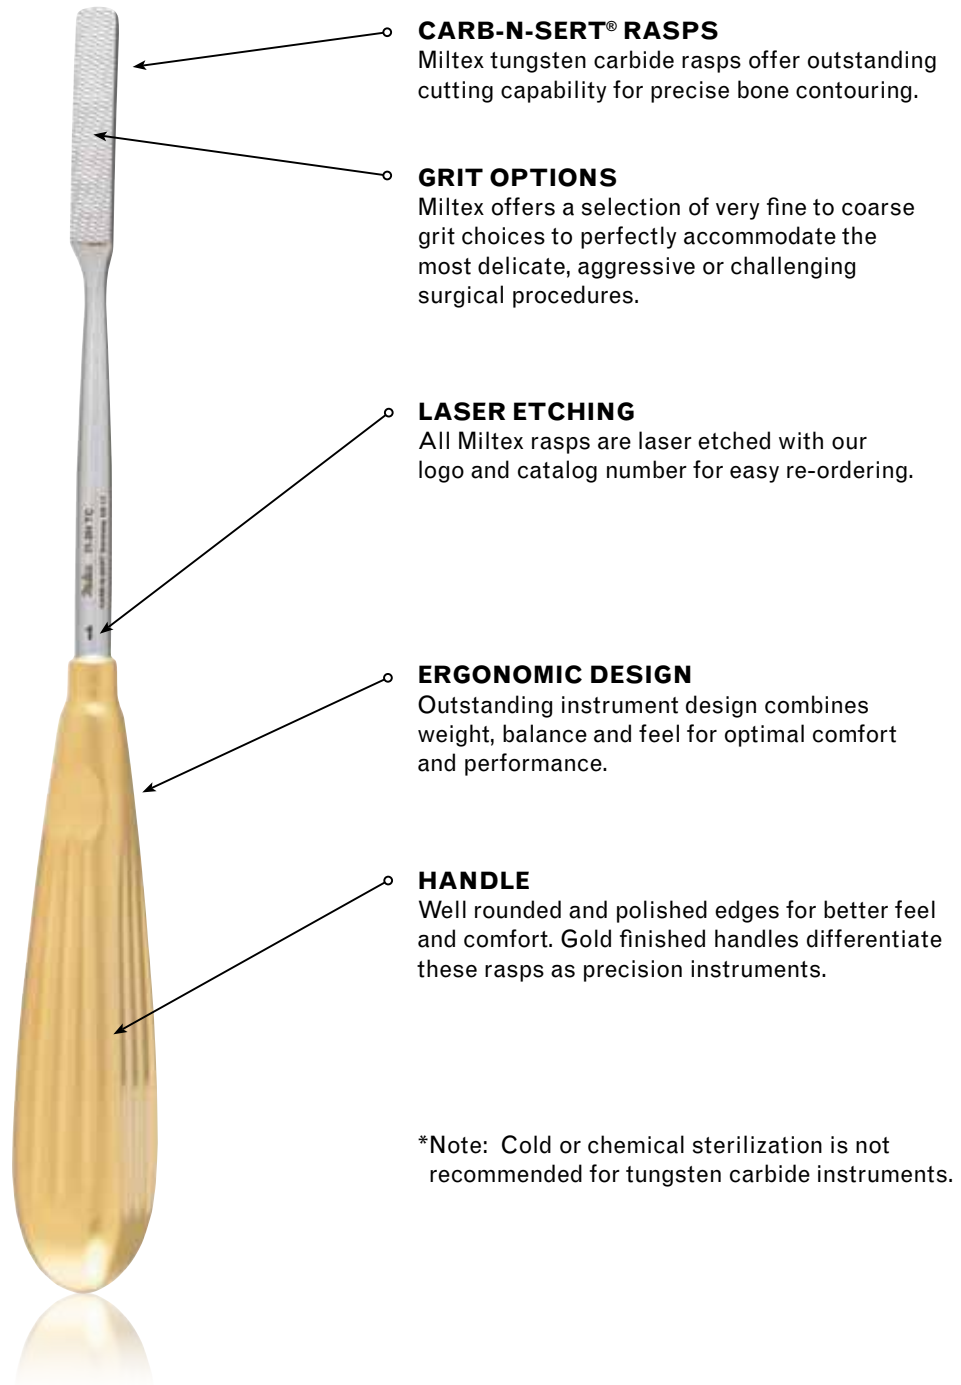 CARB-N-SERT® RASPS
Miltex tungsten carbide rasps offer outstanding
cutting capability for precise bone contouring.
GRIT OPTIONS
Miltex offers a selection of very fine to coarse
grit choices to perfectly accommodate the
most delicate, aggressive or challenging
surgical procedures.
LASER ETCHING
All Miltex rasps are laser etched with our
logo and catalog number for easy re-ordering.
ERGONOMIC DESIGN
Outstanding instrument design combines
weight, balance and feel for optimal comfort
and performance.
HANDLE
Well rounded and polished edges for better feel
and comfort. Gold finished handles differentiate
these rasps as precision instruments.
*Note: Cold or chemical sterilization is not
recommended for tungsten carbide instruments.
Miltex TC